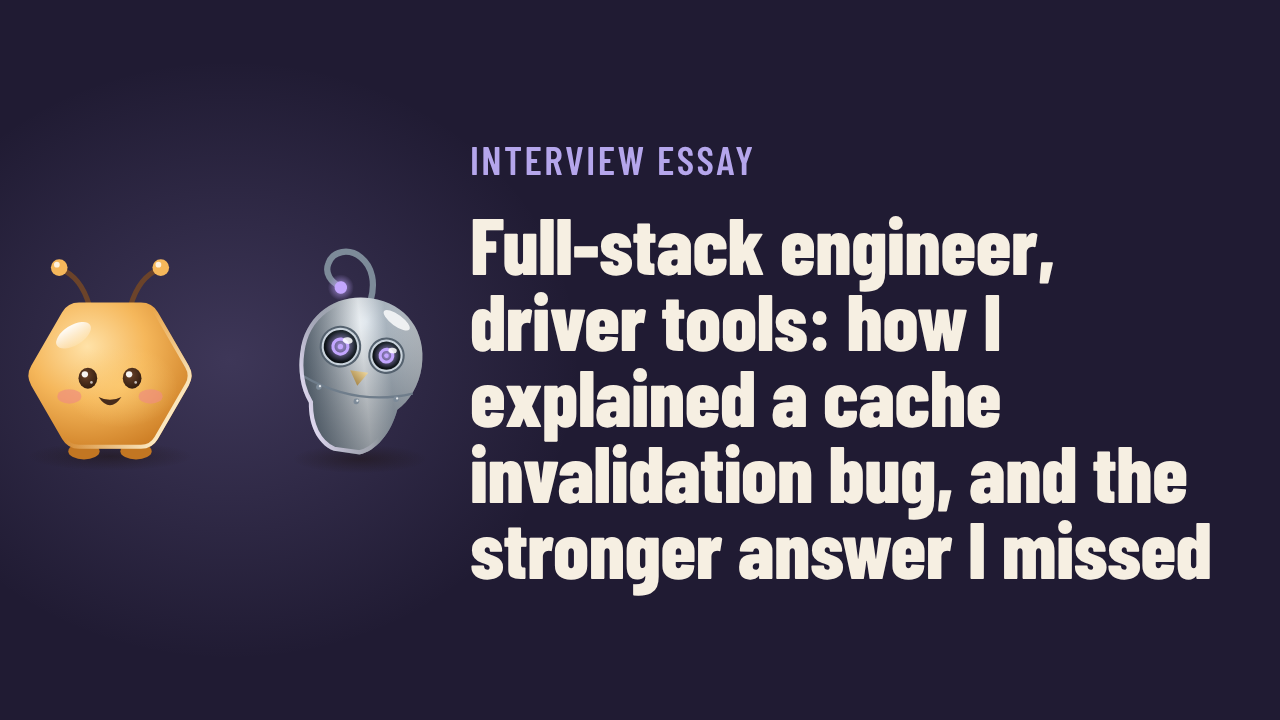 INTERVIEW ESSAY
Full-stack engineer,
driver tools: how I
explained a cache
invalidation bug, and the
stronger answer I missed